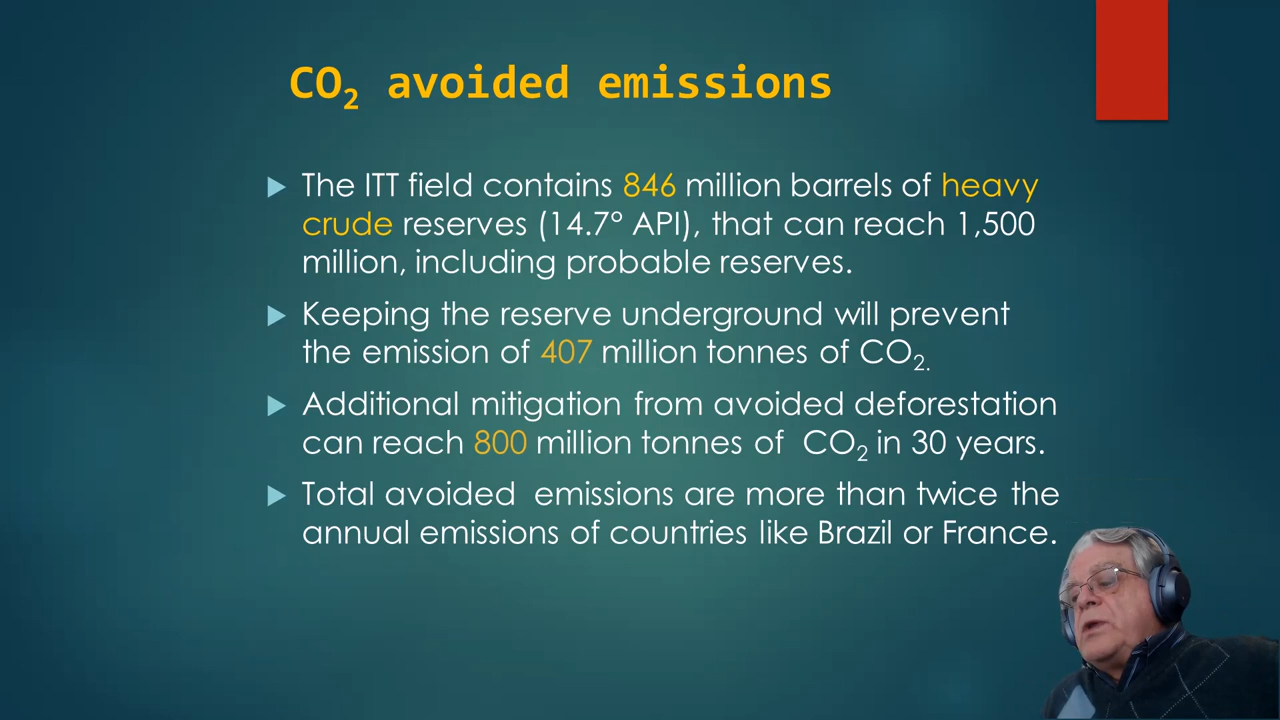 CO₂ avoided emissions
The ITT field contains 846 million barrels of heavy
crude reserves (14.7° API), that can reach 1,500
million, including probable reserves.
Keeping the reserve underground will prevent
the emission of 407 million tonnes of CO₂.
Additional mitigation from avoided deforestation
can reach 800 million tonnes of CO₂ in 30 years.
Total avoided emissions are more than twice the
annual emissions of countries like Brazil or France.